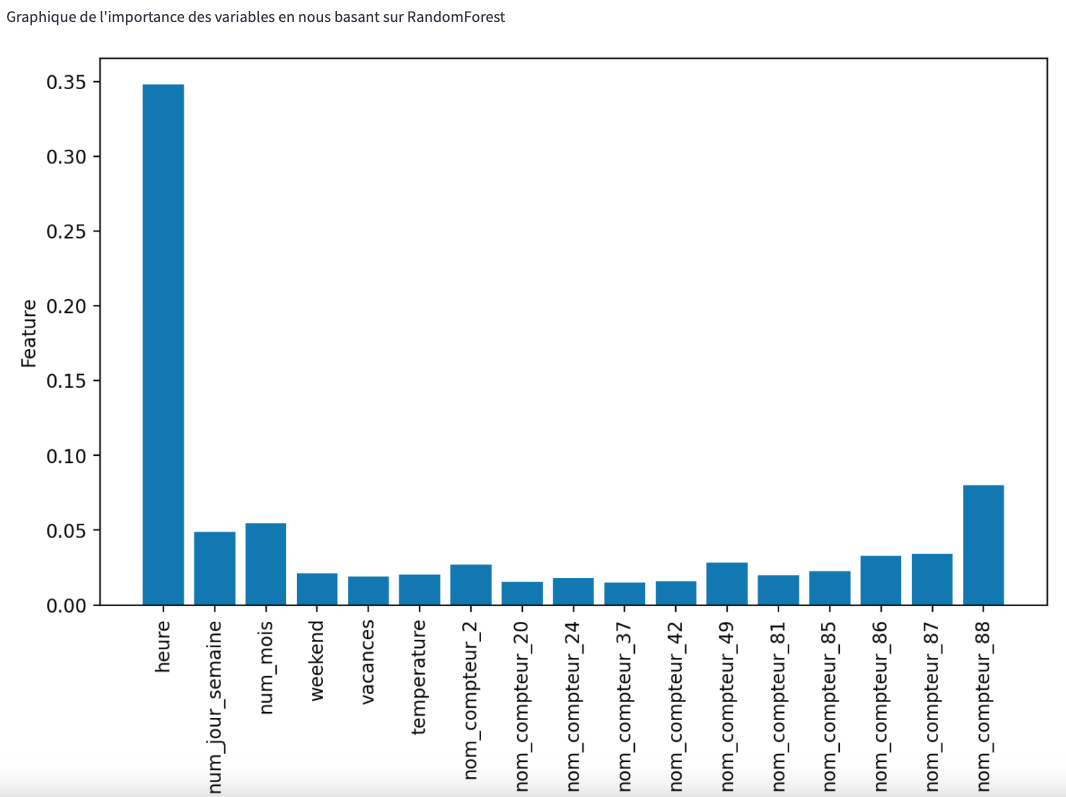 Graphique de l'importance des variables en nous basant sur RandomForest
0.35
0.30
0.25
0.20
0.15
0.10
0.05
0.00
Feature
heure
num_jour_semaine
num_mois
weekend
vacances
temperature
nom_compteur_2
nom_compteur_20
nom_compteur_24
nom_compteur_37
nom_compteur_42
nom_compteur_49
nom_compteur_81
nom_compteur_85
nom_compteur_86
nom_compteur_87
nom_compteur_88